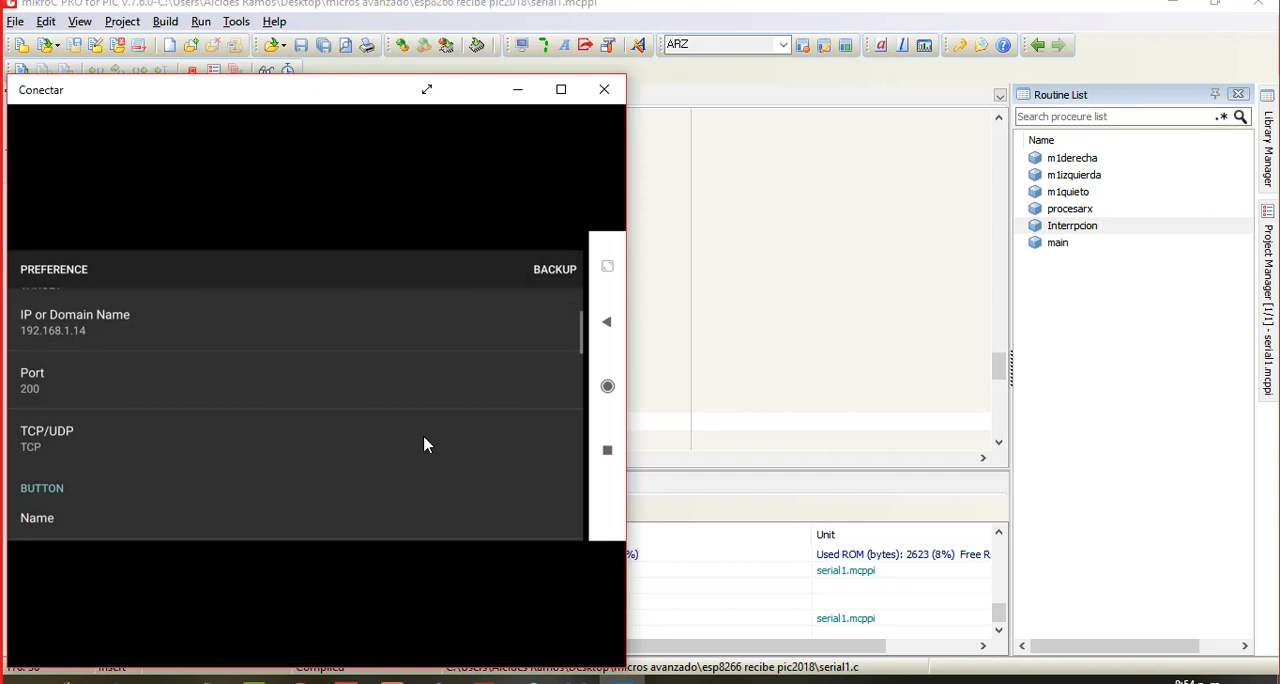 mikroC PRO for PIC v.7.6.0-C:\Users\Alcides Ramos\Desktop\micros avanzado\esp8266 recibe pic2018\serial1.mcppi
File Edit View Project Build Run Tools Help
ARZ
Conectar
Routine List
Search proceure list
Name
m1derecha
m1izquierda
m1quieto
procesarx
Interrpcion
main
Library Manager
Project Manager [1/1] - serial1.mcppi
PREFERENCE BACKUP
IP or Domain Name
192.168.1.14
Port
200
TCP/UDP
TCP
BUTTON
Name
Unit
%) Used ROM (bytes): 2623 (8%) Free R
serial1.mcppi
serial1.mcppi
Insert Compiled C:\Users\Alcides Ramos\Desktop\micros avanzado\esp8266 recibe pic2018\serial1.c